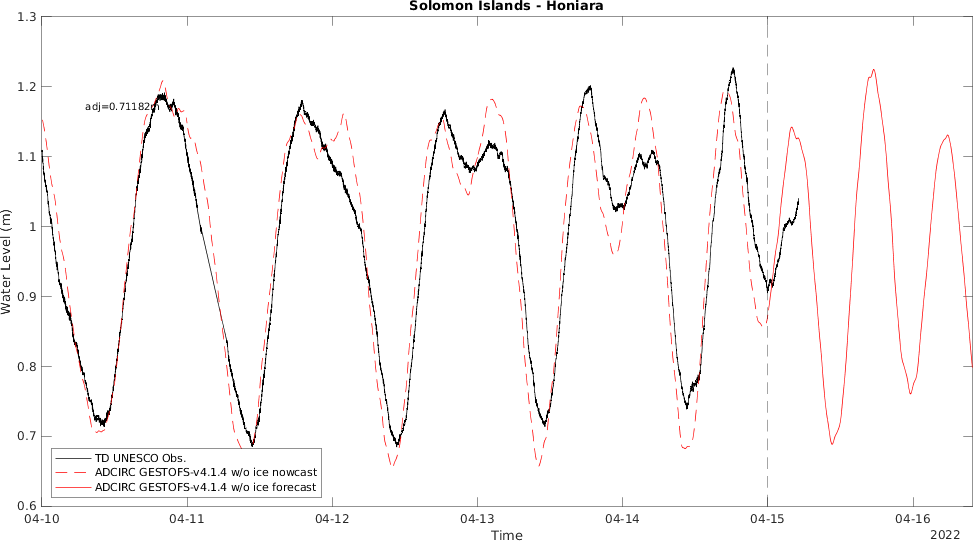 Solomon Islands - Honiara
1.3
1.2
adj=0.71182m
1.1
1
Water Level (m)
0.9
0.8
0.7
TD UNESCO Obs.
ADCIRC GESTOFS-v4.1.4 w/o ice nowcast
ADCIRC GESTOFS-v4.1.4 w/o ice forecast
0.6
04-10 04-11 04-12 04-13 04-14 04-15 04-16
Time
2022